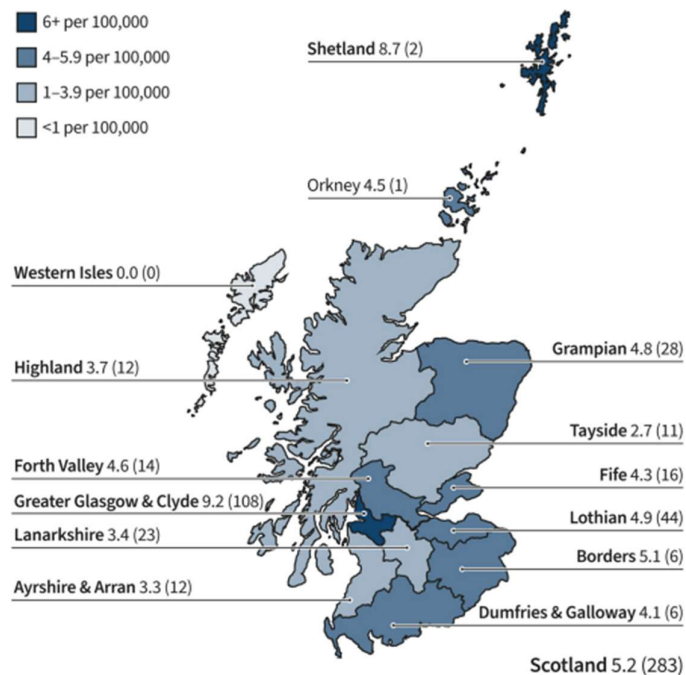 6+ per 100,000
4–5.9 per 100,000
1–3.9 per 100,000
<1 per 100,000
Shetland 8.7 (2)
Orkney 4.5 (1)
Western Isles 0.0 (0)
Grampian 4.8 (28)
Highland 3.7 (12)
Tayside 2.7 (11)
Forth Valley 4.6 (14)
Fife 4.3 (16)
Greater Glasgow & Clyde 9.2 (108)
Lothian 4.9 (44)
Lanarkshire 3.4 (23)
Borders 5.1 (6)
Ayrshire & Arran 3.3 (12)
Dumfries & Galloway 4.1 (6)
Scotland 5.2 (283)